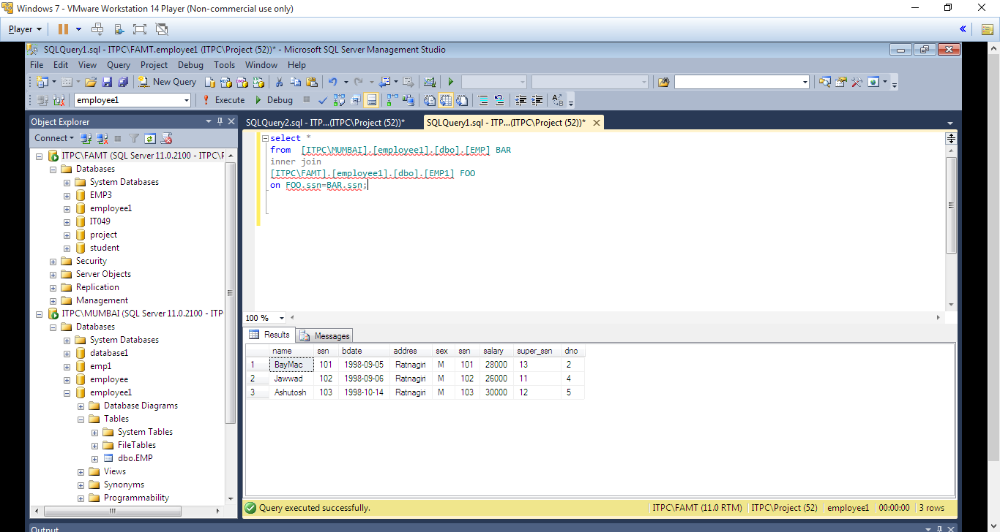 Windows 7 - VMware Workstation 14 Player (Non-commercial use only)
Player
SQLQuery1.sql - ITPC\FAMT.employee1 (ITPC\Project (52))* - Microsoft SQL Server Management Studio
File Edit View Query Project Debug Tools Window Help
New Query
employee1 Execute Debug
Object Explorer
Connect
ITPC\FAMT (SQL Server 11.0.2100 - ITPC\F
Databases
System Databases
EMP3
employee1
IT049
project
student
Security
Server Objects
Replication
Management
ITPC\MUMBAI (SQL Server 11.0.2100 - ITP
Databases
System Databases
database1
emp1
employee
employee1
Database Diagrams
Tables
System Tables
FileTables
dbo.EMP
Views
Synonyms
Programmability
SQLQuery2.sql - ITP...(ITPC\Project (52))* SQLQuery1.sql - ITP...(ITPC\Project (52))*
select *
from [ITPC\MUMBAI].[employee1].[dbo].[EMP] BAR
inner join
[ITPC\FAMT].[employee1].[dbo].[EMP1] FOO
on FOO.ssn=BAR.ssn;
100 %
Results Messages
name ssn bdate addres sex ssn salary super_ssn dno
1 BayMac 101 1998-09-05 Ratnagiri M 101 28000 13 2
2 Jawwad 102 1998-09-06 Ratnagiri M 102 26000 11 4
3 Ashutosh 103 1998-10-14 Ratnagiri M 103 30000 12 5
Query executed successfully. ITPC\FAMT (11.0 RTM) ITPC\Project (52) employee1 00:00:00 3 rows
Output